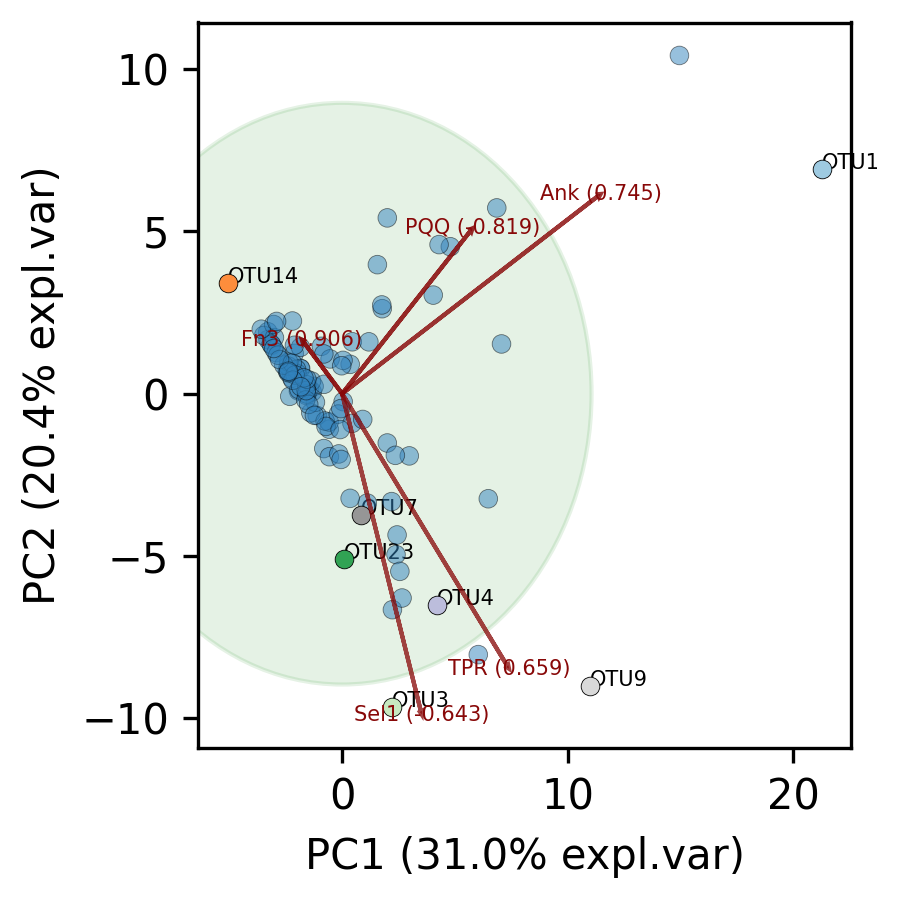 10
OTU1
Ank (0.745)
PQQ (-0.819)
5
OTU14
Fn3 (0.906)
0
OTU7
−5
OTU23
OTU4
TPR (0.659)
OTU9
OTU3
Sel1 (-0.643)
−10
0 10 20
PC1 (31.0% expl.var)
PC2 (20.4% expl.var)